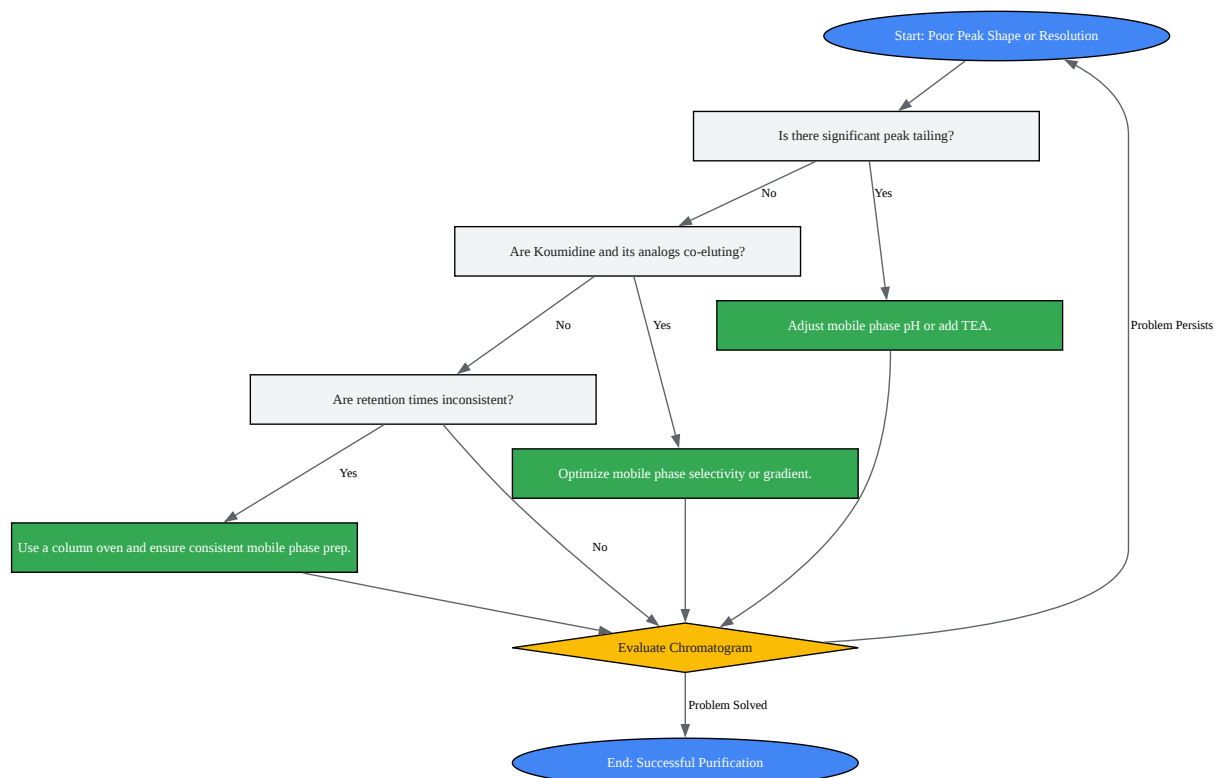 Start: Poor Peak Shape or Resolution
Is there significant peak tailing?
No
Yes
Are Koumidine and its analogs co-eluting?
Adjust mobile phase pH or add TEA.
No
Yes
Problem Persists
Are retention times inconsistent?
Yes
Optimize mobile phase selectivity or gradient.
Use a column oven and ensure consistent mobile phase prep.
No
Evaluate Chromatogram
Problem Solved
End: Successful Purification